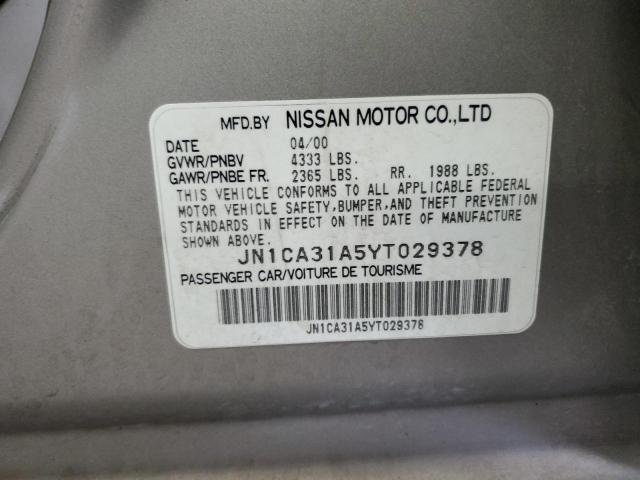 MFD.BY NISSAN MOTOR CO.,LTD
DATE 04/00
GVWR/PNBV 4333 LBS.
GAWR/PNBE FR. 2365 LBS. RR. 1988 LBS.
THIS VEHICLE CONFORMS TO ALL APPLICABLE FEDERAL
MOTOR VEHICLE SAFETY,BUMPER,AND THEFT PREVENTION
STANDARDS IN EFFECT ON THE DATE OF MANUFACTURE
SHOWN ABOVE.
JN1CA31A5YT029378
PASSENGER CAR/VOITURE DE TOURISME
JN1CA31A5YT029378